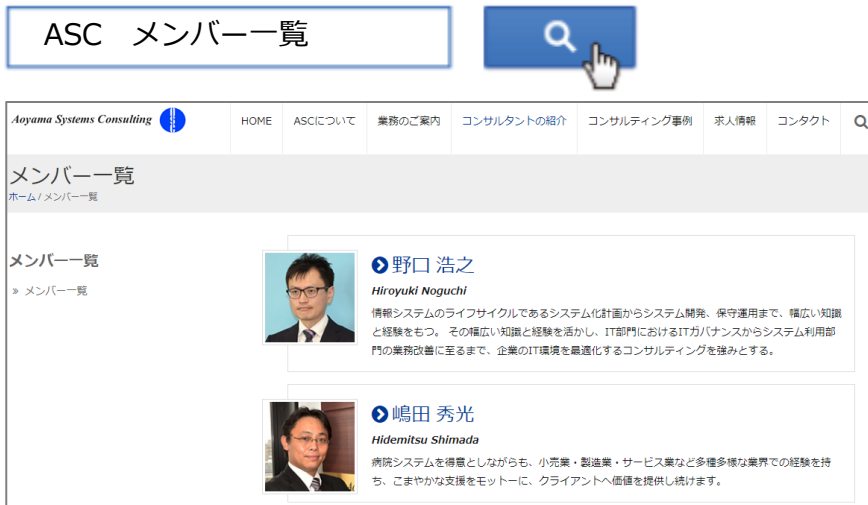 ASC　メンバー一覧
Aoyama Systems Consulting
HOME ASCについて 業務のご案内 コンサルタントの紹介 コンサルティング事例 求人情報 コンタクト
メンバー一覧
ホーム / メンバー一覧
メンバー一覧
» メンバー一覧
野口 浩之
Hiroyuki Noguchi
情報システムのライフサイクルであるシステム化計画からシステム開発、保守運用まで、幅広い知識
と経験をもつ。 その幅広い知識と経験を活かし、IT部門におけるITガバナンスからシステム利用部
門の業務改善に至るまで、企業のIT環境を最適化するコンサルティングを強みとする。
嶋田 秀光
Hidemitsu Shimada
病院システムを得意としながらも、小売業・製造業・サービス業など多種多様な業界での経験を持
ち、こまやかな支援をモットーに、クライアントへ価値を提供し続けます。